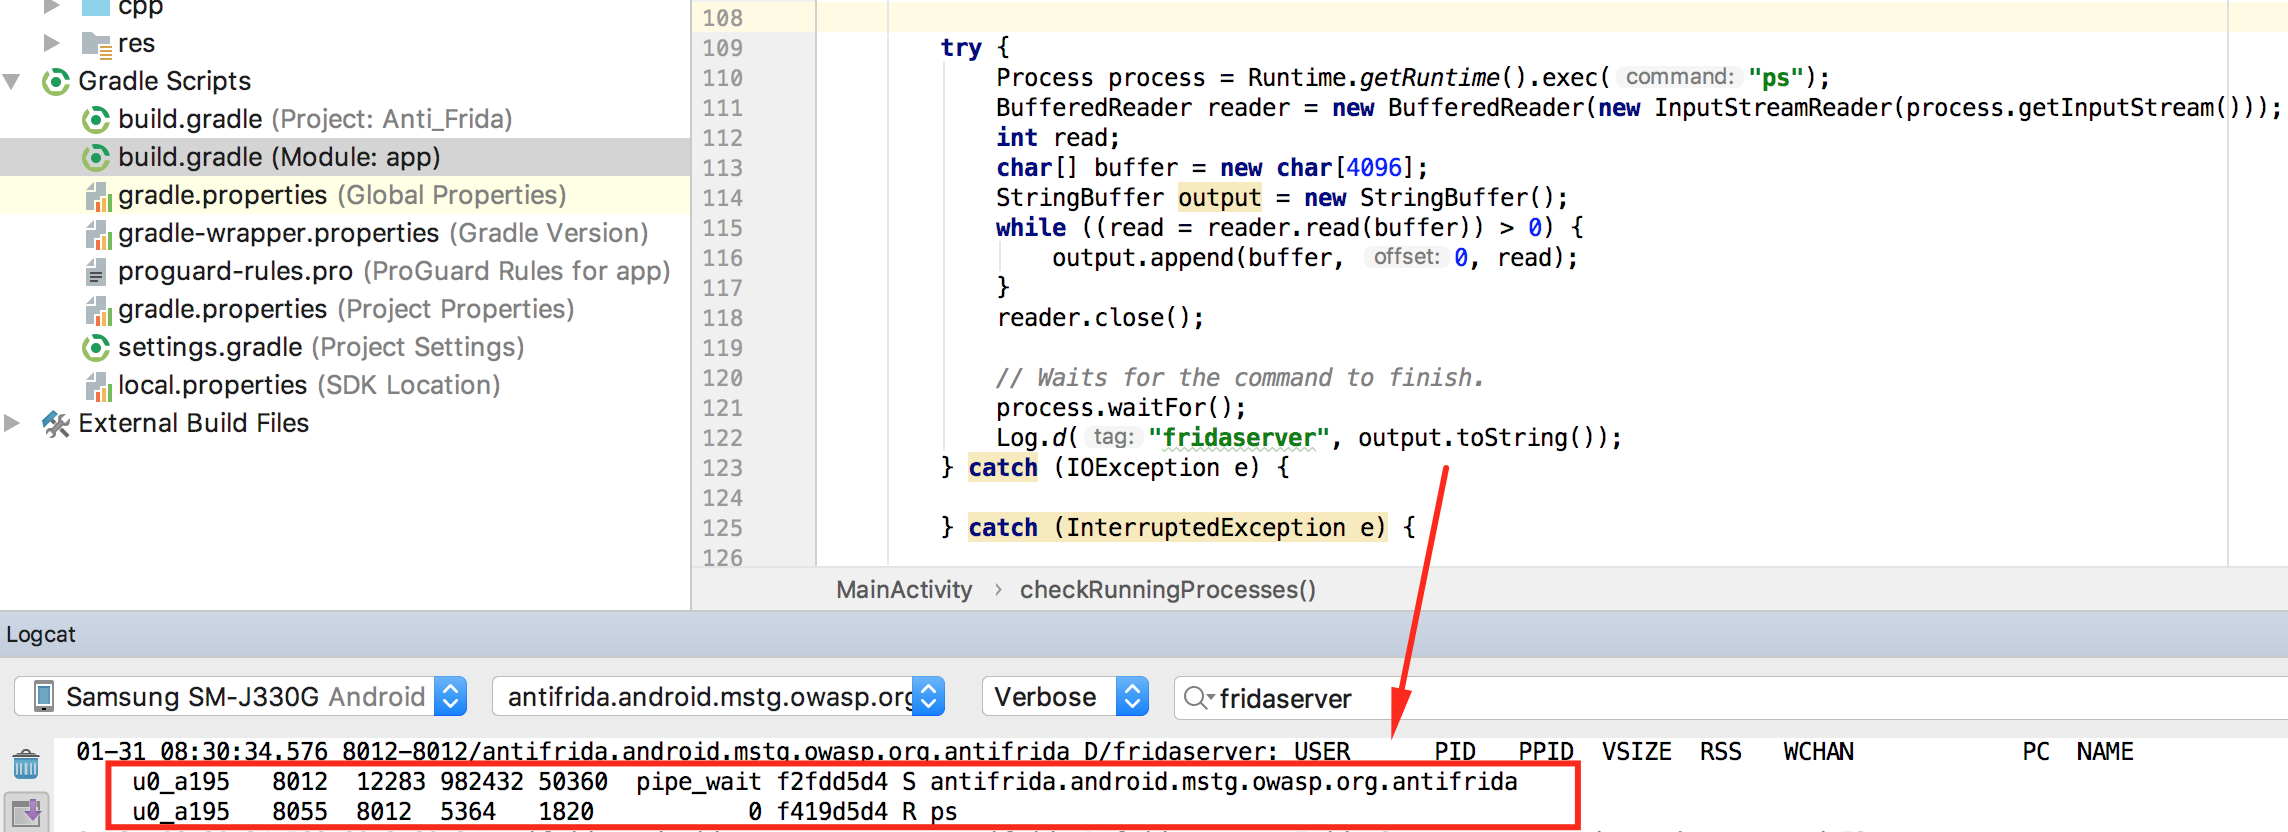 cpp
res
Gradle Scripts
build.gradle (Project: Anti_Frida)
build.gradle (Module: app)
gradle.properties (Global Properties)
gradle-wrapper.properties (Gradle Version)
proguard-rules.pro (ProGuard Rules for app)
gradle.properties (Project Properties)
settings.gradle (Project Settings)
local.properties (SDK Location)
External Build Files
108
109 try {
110 Process process = Runtime.getRuntime().exec( command: "ps");
111 BufferedReader reader = new BufferedReader(new InputStreamReader(process.getInputStream()));
112 int read;
113 char[] buffer = new char[4096];
114 StringBuffer output = new StringBuffer();
115 while ((read = reader.read(buffer)) > 0) {
116 output.append(buffer, offset: 0, read);
117 }
118 reader.close();
119
120 // Waits for the command to finish.
121 process.waitFor();
122 Log.d( tag: "fridaserver", output.toString());
123 } catch (IOException e) {
124
125 } catch (InterruptedException e) {
126
MainActivity › checkRunningProcesses()
Logcat
Samsung SM-J330G Android antifrida.android.mstg.owasp.org Verbose fridaserver
01-31 08:30:34.576 8012-8012/antifrida.android.mstg.owasp.org.antifrida D/fridaserver: USER PID PPID VSIZE RSS WCHAN PC NAME
u0_a195 8012 12283 982432 50360 pipe_wait f2fdd5d4 S antifrida.android.mstg.owasp.org.antifrida
u0_a195 8055 8012 5364 1820 0 f419d5d4 R ps